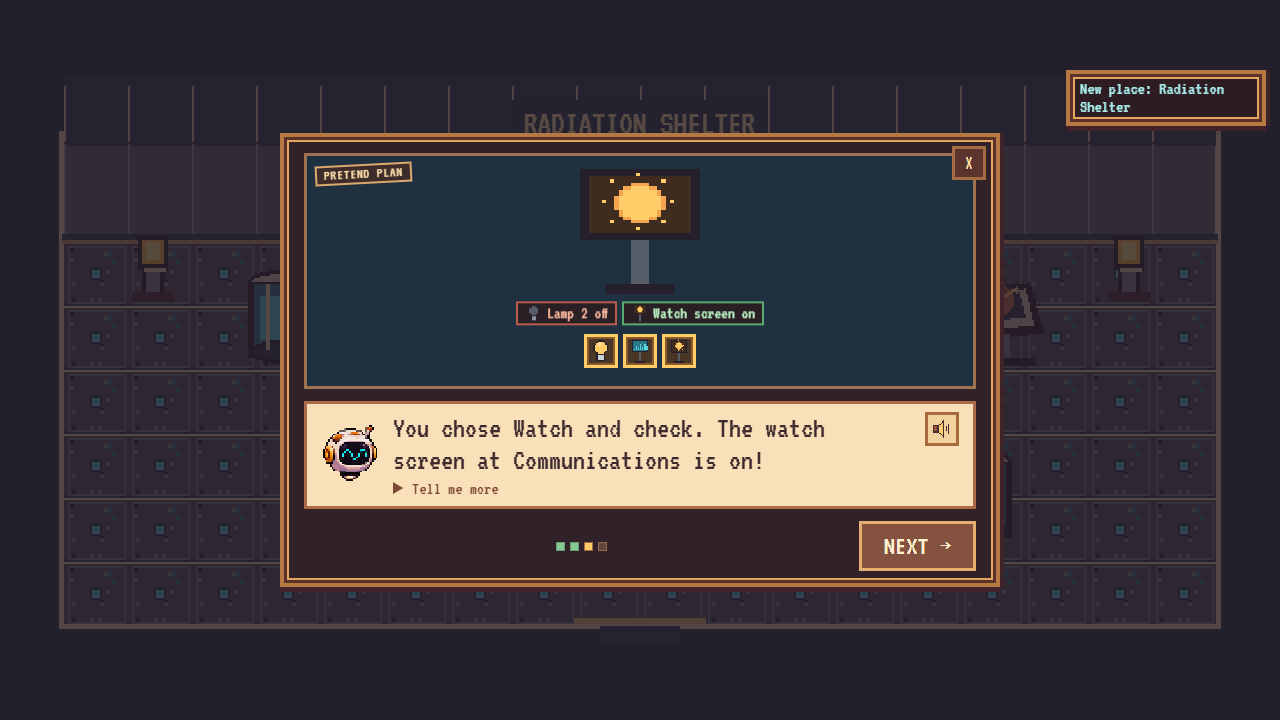 New place: Radiation
Shelter
RADIATION SHELTER
PRETEND PLAN
X
Lamp 2 off
Watch screen on
You chose Watch and check. The watch
screen at Communications is on!
Tell me more
NEXT →